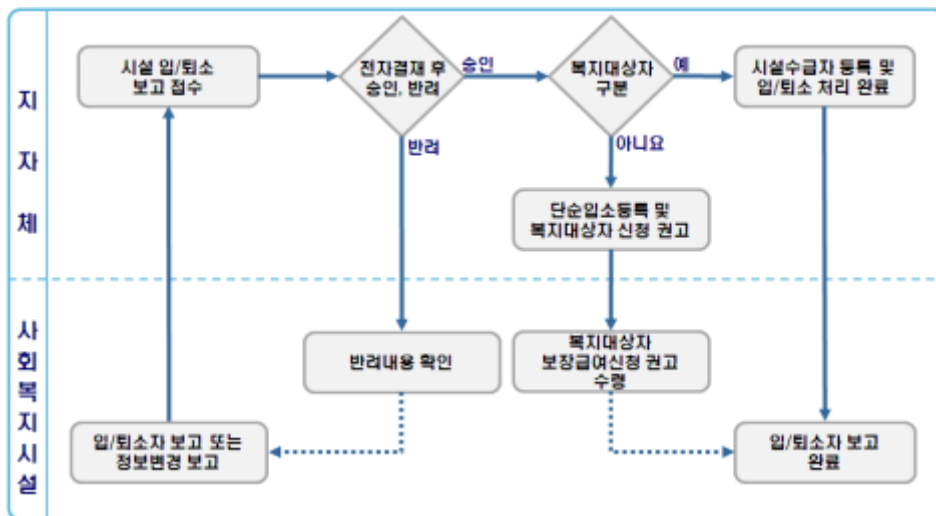 지자체
시설 입/퇴소
보고 접수
전자결재 후
승인, 반려
승인
복지대상자
구분
예
시설수급자 등록 및
입/퇴소 처리 완료
반려
아니요
단순입소등록 및
복지대상자 신청 권고
사회복지시설
반려내용 확인
복지대상자
보장급여신청 권고
수령
입/퇴소자 보고 또는
정보변경 보고
입/퇴소자 보고
완료